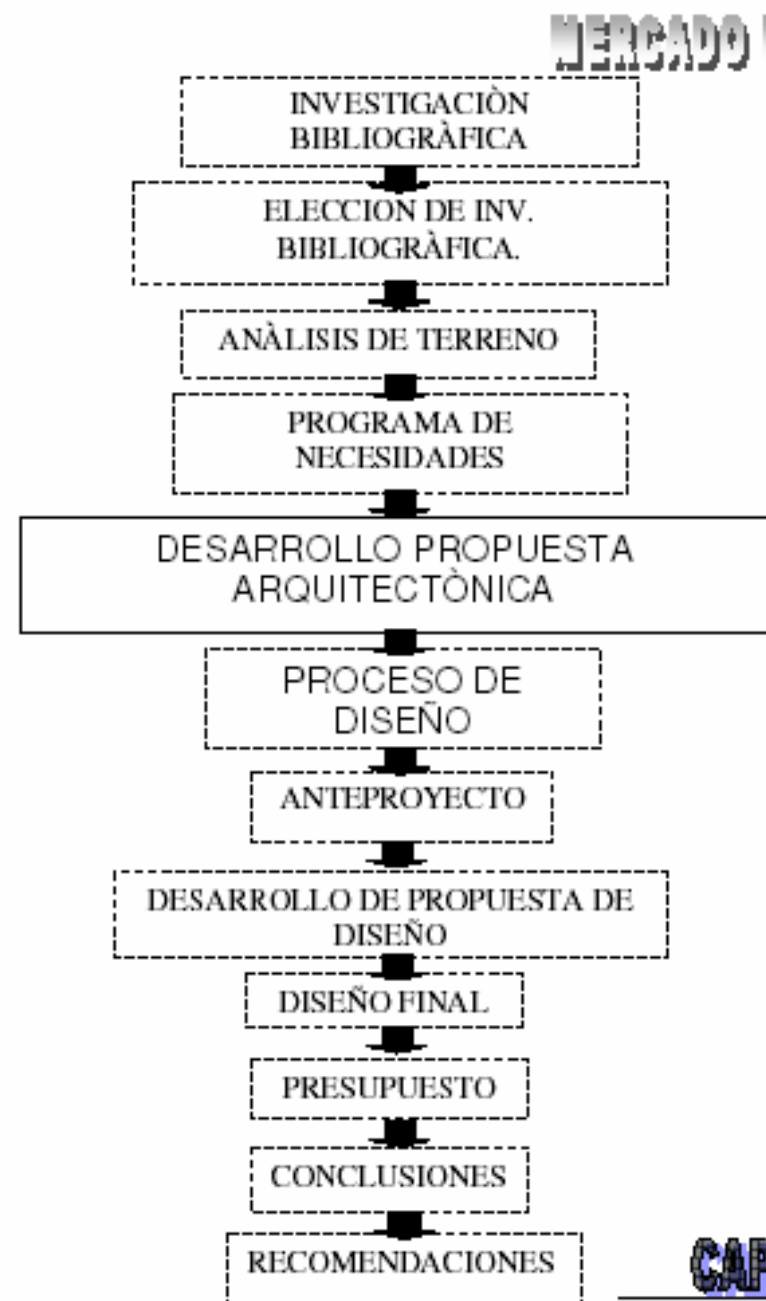 MERCADO
INVESTIGACIÒN
BIBLIOGRÀFICA
ELECCION DE INV.
BIBLIOGRÀFICA.
ANÀLISIS DE TERRENO
PROGRAMA DE
NECESIDADES
DESARROLLO PROPUESTA
ARQUITECTÒNICA
PROCESO DE
DISEÑO
ANTEPROYECTO
DESARROLLO DE PROPUESTA DE
DISEÑO
DISEÑO FINAL
PRESUPUESTO
CONCLUSIONES
RECOMENDACIONES